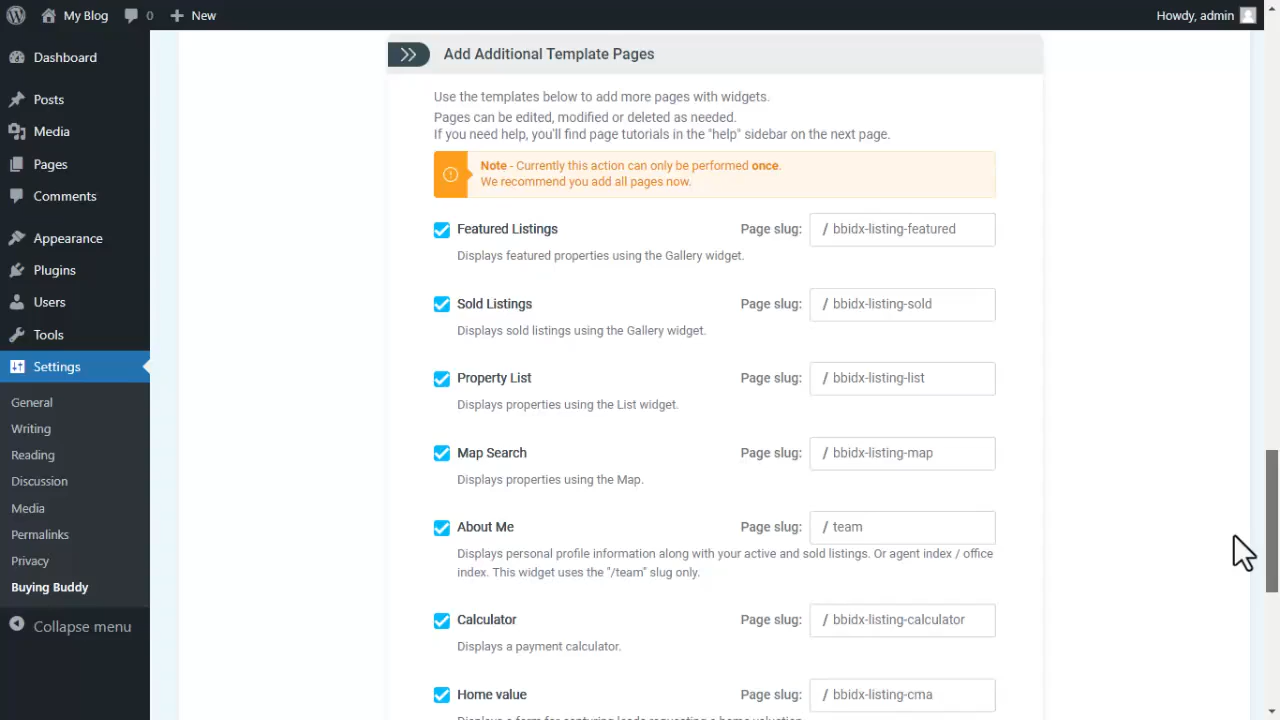 My Blog 0 New Howdy, admin
Dashboard
Posts
Media
Pages
Comments
Appearance
Plugins
Users
Tools
Settings
General
Writing
Reading
Discussion
Media
Permalinks
Privacy
Buying Buddy
Collapse menu
Add Additional Template Pages
Use the templates below to add more pages with widgets.
Pages can be edited, modified or deleted as needed.
If you need help, you'll find page tutorials in the "help" sidebar on the next page.
Note - Currently this action can only be performed once.
We recommend you add all pages now.
Featured Listings Page slug: / bbidx-listing-featured
Displays featured properties using the Gallery widget.
Sold Listings Page slug: / bbidx-listing-sold
Displays sold listings using the Gallery widget.
Property List Page slug: / bbidx-listing-list
Displays properties using the List widget.
Map Search Page slug: / bbidx-listing-map
Displays properties using the Map.
About Me Page slug: / team
Displays personal profile information along with your active and sold listings. Or agent index / office
index. This widget uses the "/team" slug only.
Calculator Page slug: / bbidx-listing-calculator
Displays a payment calculator.
Home value Page slug: / bbidx-listing-cma
Displays a form for capturing leads requesting a home valuation.